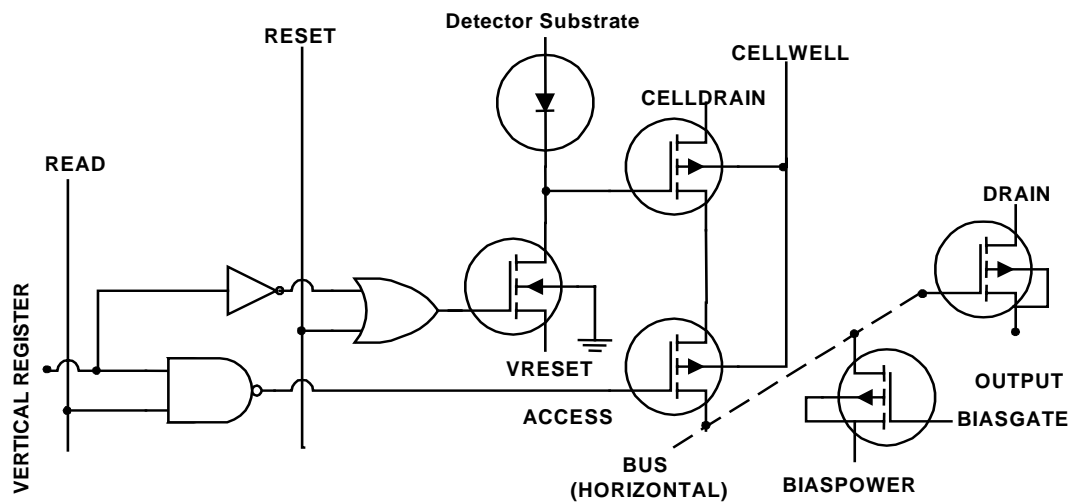 Detector Substrate
RESET
CELLWELL
CELLDRAIN
READ
DRAIN
VERTICAL REGISTER
VRESET
ACCESS
OUTPUT
BIASGATE
BUS
(HORIZONTAL)
BIASPOWER